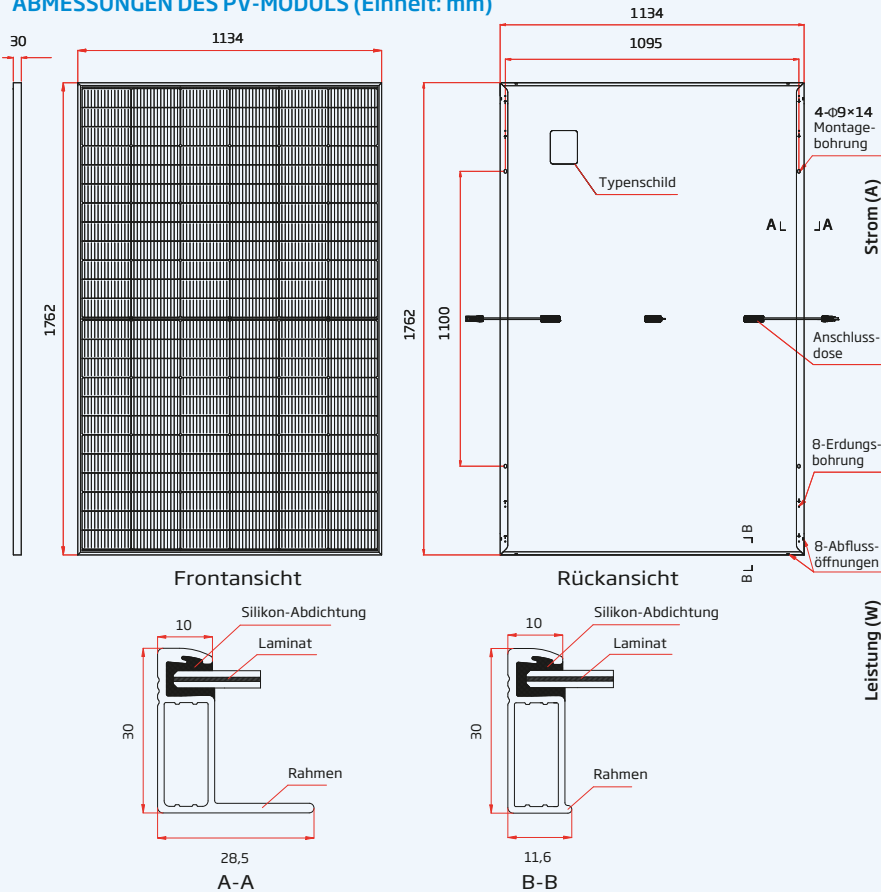 ABMESSUNGEN DES PV-MODULS (Einheit: mm)
30
1134
1762
Frontansicht
1134
1095
1762
1100
4-Φ9×14
Montage-
bohrung
Typenschild
A
A
Anschluss-
dose
8-Erdungs-
bohrung
B
B
8-Abfluss-
öffnungen
Rückansicht
Strom (A)
Leistung (W)
10
Silikon-Abdichtung
Laminat
30
Rahmen
28,5
A-A
10
Silikon-Abdichtung
Laminat
30
Rahmen
11,6
B-B